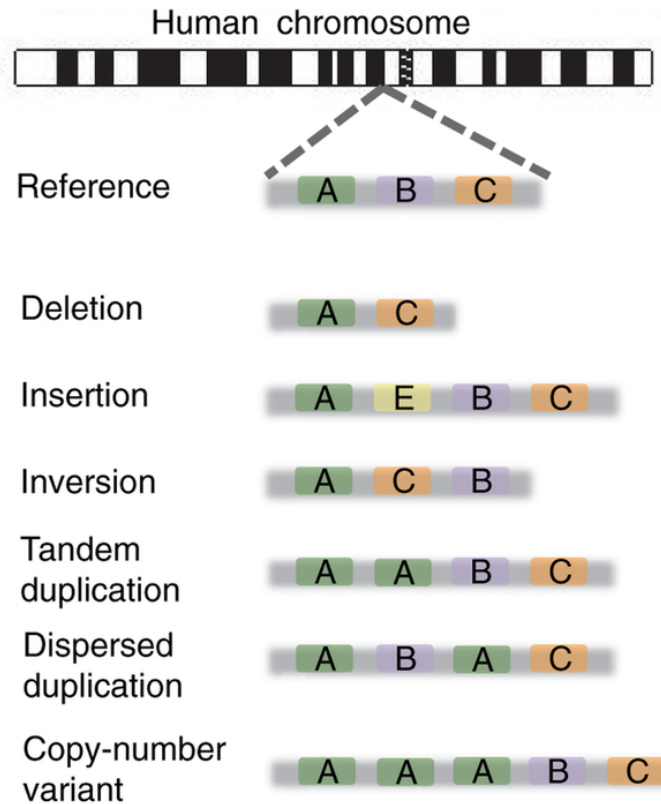 Human chromosome
Reference A B C
Deletion A C
Insertion A E B C
Inversion A C B
Tandem
duplication A A B C
Dispersed
duplication A B A C
Copy-number
variant A A A B C